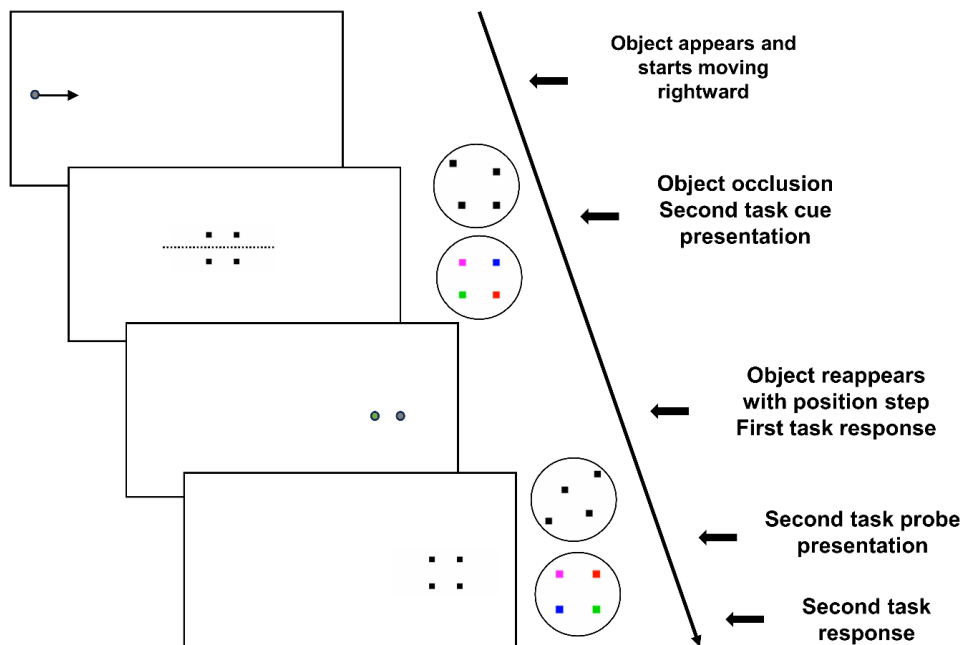 Object appears and
starts moving
rightward
Object occlusion
Second task cue
presentation
Object reappears
with position step
First task response
Second task probe
presentation
Second task
response